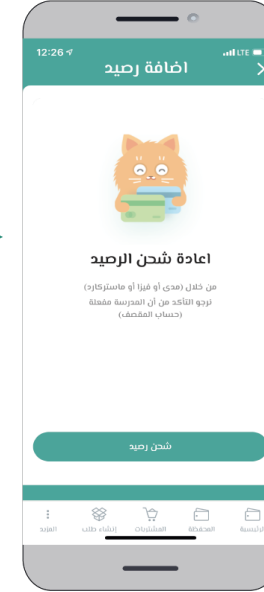 12:26
LTE
اضافة رصيد
اعادة شحن الرصيد
من خلال (مدى أو فيزا أو ماستركارد)
نرجو التأكد من أن المدرسة مفعلة
(حساب المقصف)
شحن رصيد
الرئيسية
المحفظة
المشتريات
إنشاء طلب
المزيد